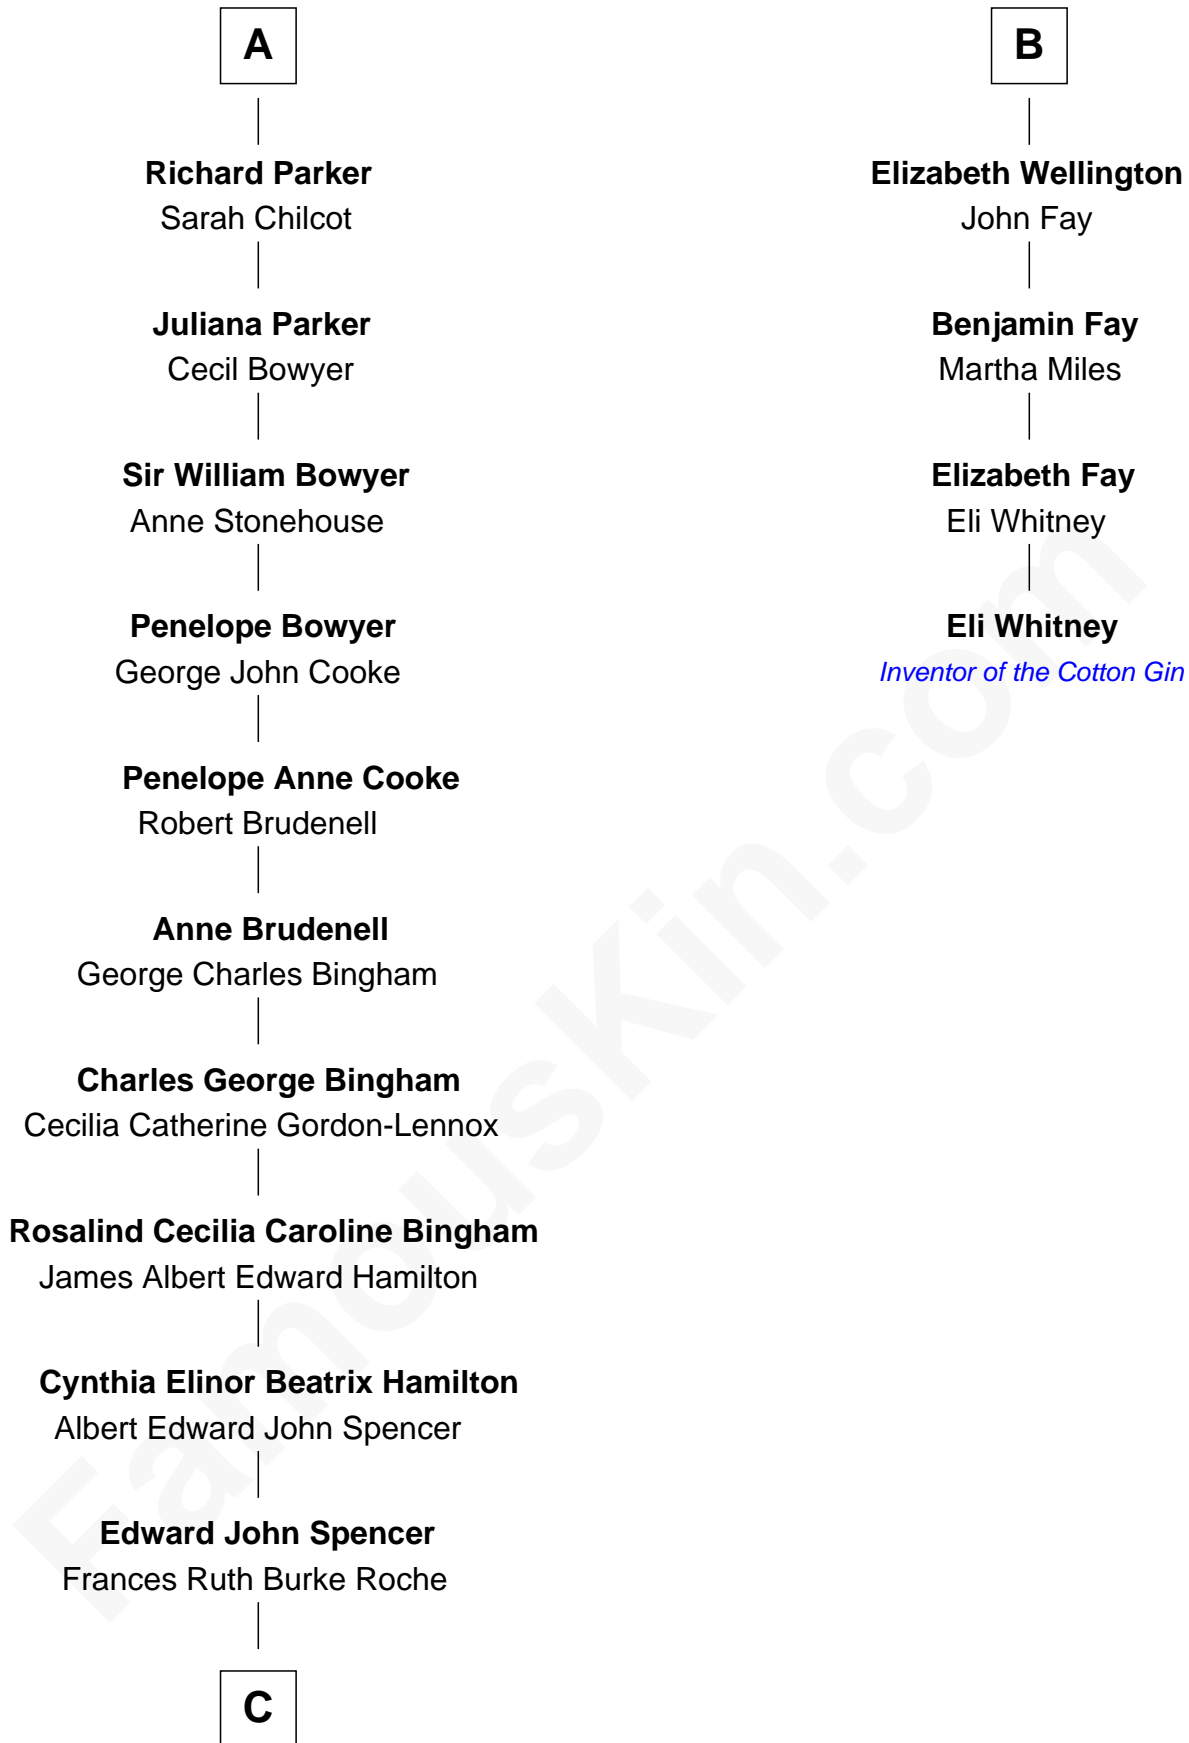 A
Richard Parker
Sarah Chilcot
Juliana Parker
Cecil Bowyer
Sir William Bowyer
Anne Stonehouse
Penelope Bowyer
George John Cooke
Penelope Anne Cooke
Robert Brudenell
Anne Brudenell
George Charles Bingham
Charles George Bingham
Cecilia Catherine Gordon-Lennox
Rosalind Cecilia Caroline Bingham
James Albert Edward Hamilton
Cynthia Elinor Beatrix Hamilton
Albert Edward John Spencer
Edward John Spencer
Frances Ruth Burke Roche
C
B
Elizabeth Wellington
John Fay
Benjamin Fay
Martha Miles
Elizabeth Fay
Eli Whitney
Eli Whitney
Inventor of the Cotton Gin
FamousKin.com